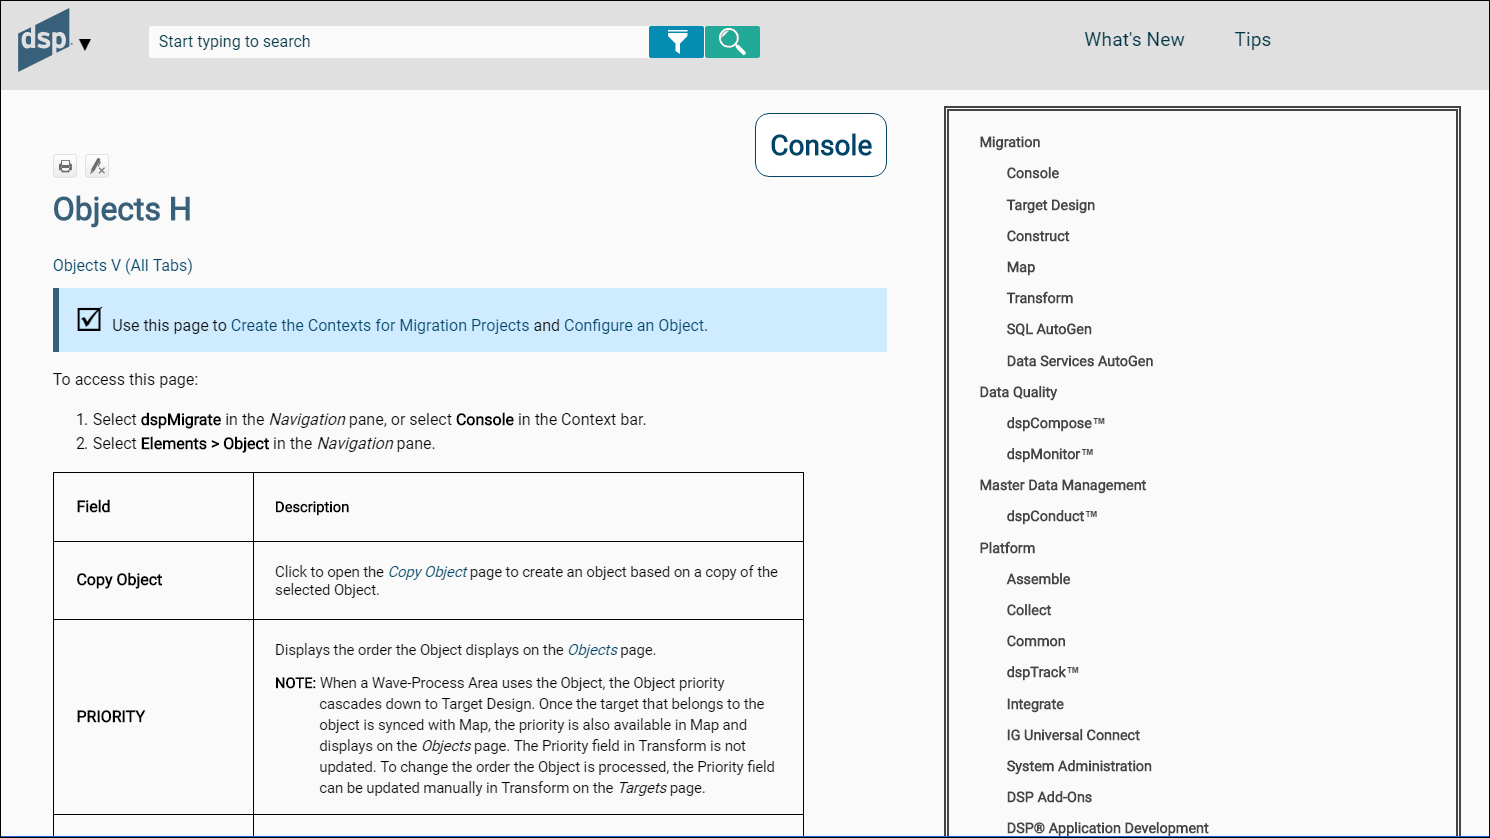 dsp
Start typing to search
What's New
Tips
Console
Objects H
Objects V (All Tabs)
Use this page to Create the Contexts for Migration Projects and Configure an Object.
To access this page:
1. Select dspMigrate in the Navigation pane, or select Console in the Context bar.
2. Select Elements > Object in the Navigation pane.
Field
Description
Copy Object
Click to open the Copy Object page to create an object based on a copy of the
selected Object.
PRIORITY
Displays the order the Object displays on the Objects page.
NOTE: When a Wave-Process Area uses the Object, the Object priority
cascades down to Target Design. Once the target that belongs to the
object is synced with Map, the priority is also available in Map and
displays on the Objects page. The Priority field in Transform is not
updated. To change the order the Object is processed, the Priority field
can be updated manually in Transform on the Targets page.
Migration
Console
Target Design
Construct
Map
Transform
SQL AutoGen
Data Services AutoGen
Data Quality
dspCompose™
dspMonitor™
Master Data Management
dspConduct™
Platform
Assemble
Collect
Common
dspTrack™
Integrate
IG Universal Connect
System Administration
DSP Add-Ons
DSP® Application Development